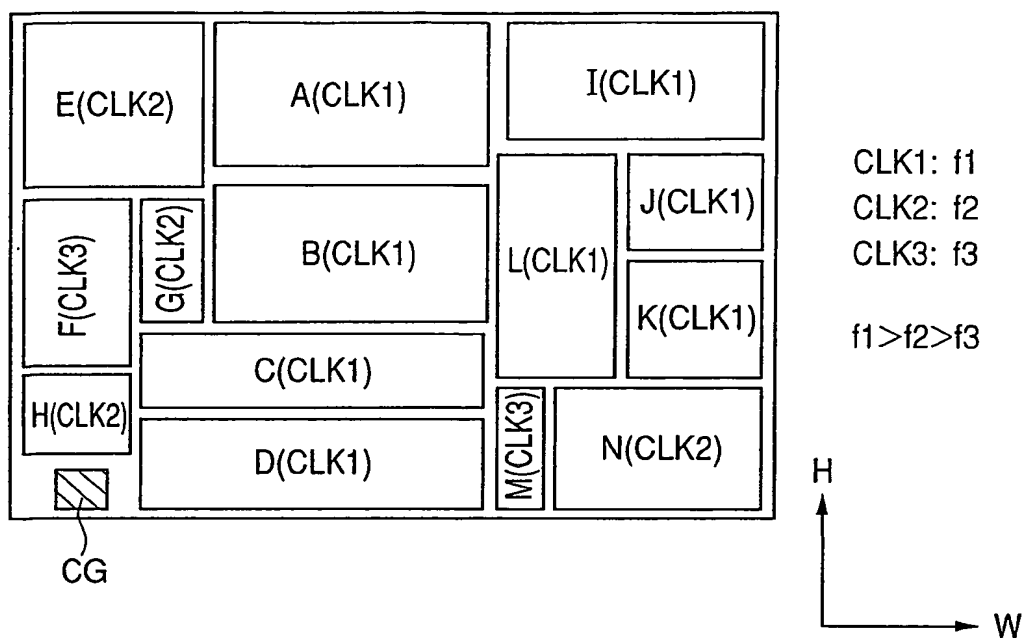 E(CLK2)
A(CLK1)
I(CLK1)
F(CLK3)
G(CLK2)
B(CLK1)
L(CLK1)
J(CLK1)
K(CLK1)
C(CLK1)
H(CLK2)
D(CLK1)
M(CLK3)
N(CLK2)
CG
CLK1: f1
CLK2: f2
CLK3: f3
f1>f2>f3
H
W